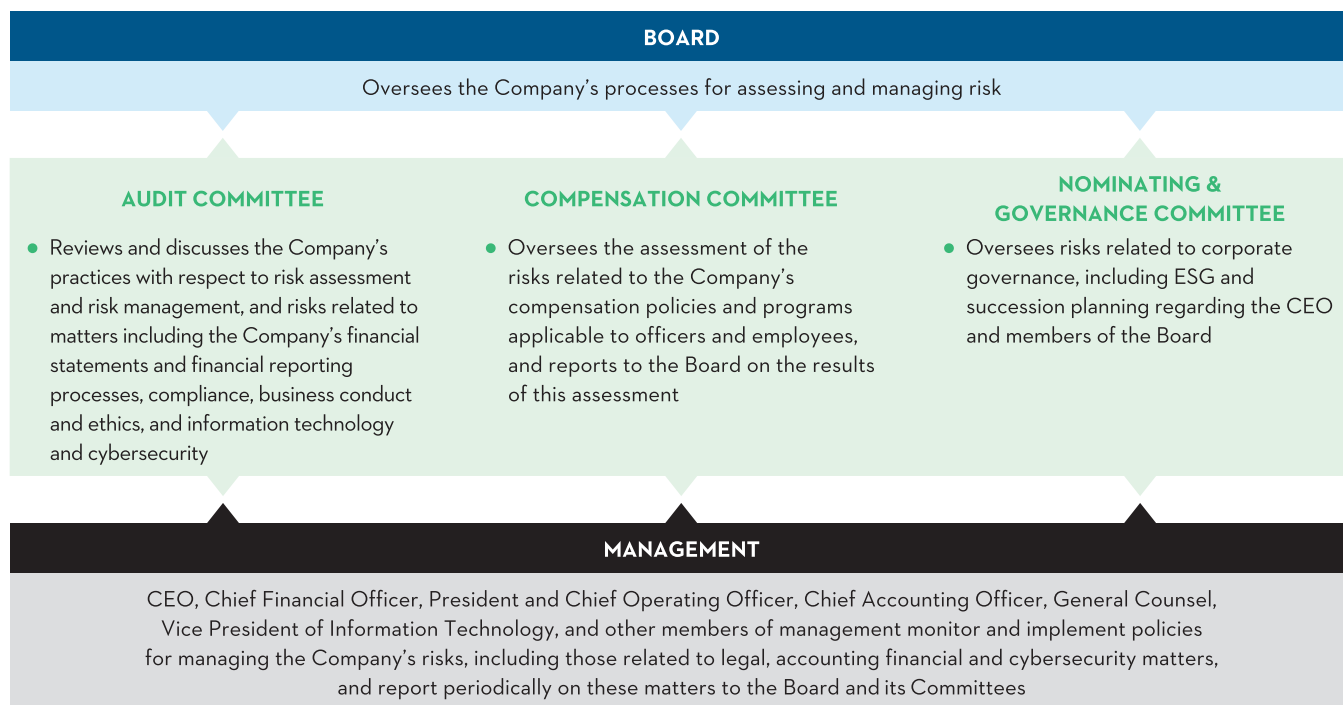 BOARD
Oversees the Company's processes for assessing and managing risk
AUDIT COMMITTEE
● Reviews and discusses the Company's
practices with respect to risk assessment
and risk management, and risks related to
matters including the Company's financial
statements and financial reporting
processes, compliance, business conduct
and ethics, and information technology
and cybersecurity
COMPENSATION COMMITTEE
● Oversees the assessment of the
risks related to the Company's
compensation policies and programs
applicable to officers and employees,
and reports to the Board on the results
of this assessment
NOMINATING &
GOVERNANCE COMMITTEE
● Oversees risks related to corporate
governance, including ESG and
succession planning regarding the CEO
and members of the Board
MANAGEMENT
CEO, Chief Financial Officer, President and Chief Operating Officer, Chief Accounting Officer, General Counsel,
Vice President of Information Technology, and other members of management monitor and implement policies
for managing the Company's risks, including those related to legal, accounting financial and cybersecurity matters,
and report periodically on these matters to the Board and its Committees